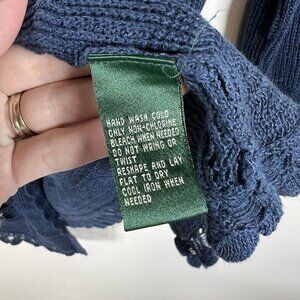 HAND WASH COLD
ONLY NON-CHLORINE
BLEACH WHEN NEEDED
DO NOT WRING OR
TWIST
RESHAPE AND LAY
FLAT TO DRY
COOL IRON WHEN
NEEDED